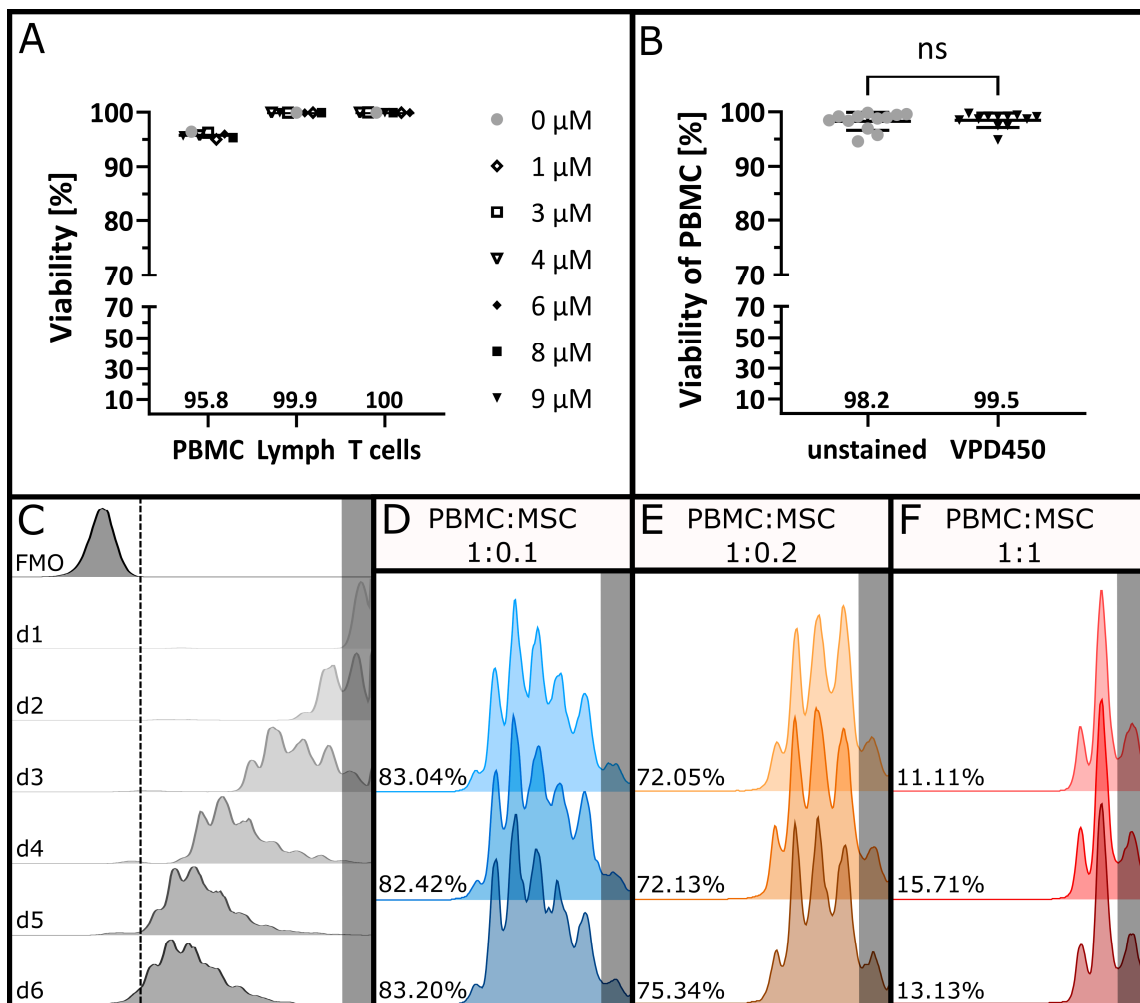 A
Viability [%]
100
90
80
70
70
50
30
10
95.8 99.9 100
PBMC Lymph T cells
0 µM
1 µM
3 µM
4 µM
6 µM
8 µM
9 µM
B
ns
Viability of PBMC [%]
100
90
80
70
70
50
30
10
98.2 99.5
unstained VPD450
C
FMO
d1
d2
d3
d4
d5
d6
D
PBMC:MSC
1:0.1
83.04%
82.42%
83.20%
E
PBMC:MSC
1:0.2
72.05%
72.13%
75.34%
F
PBMC:MSC
1:1
11.11%
15.71%
13.13%